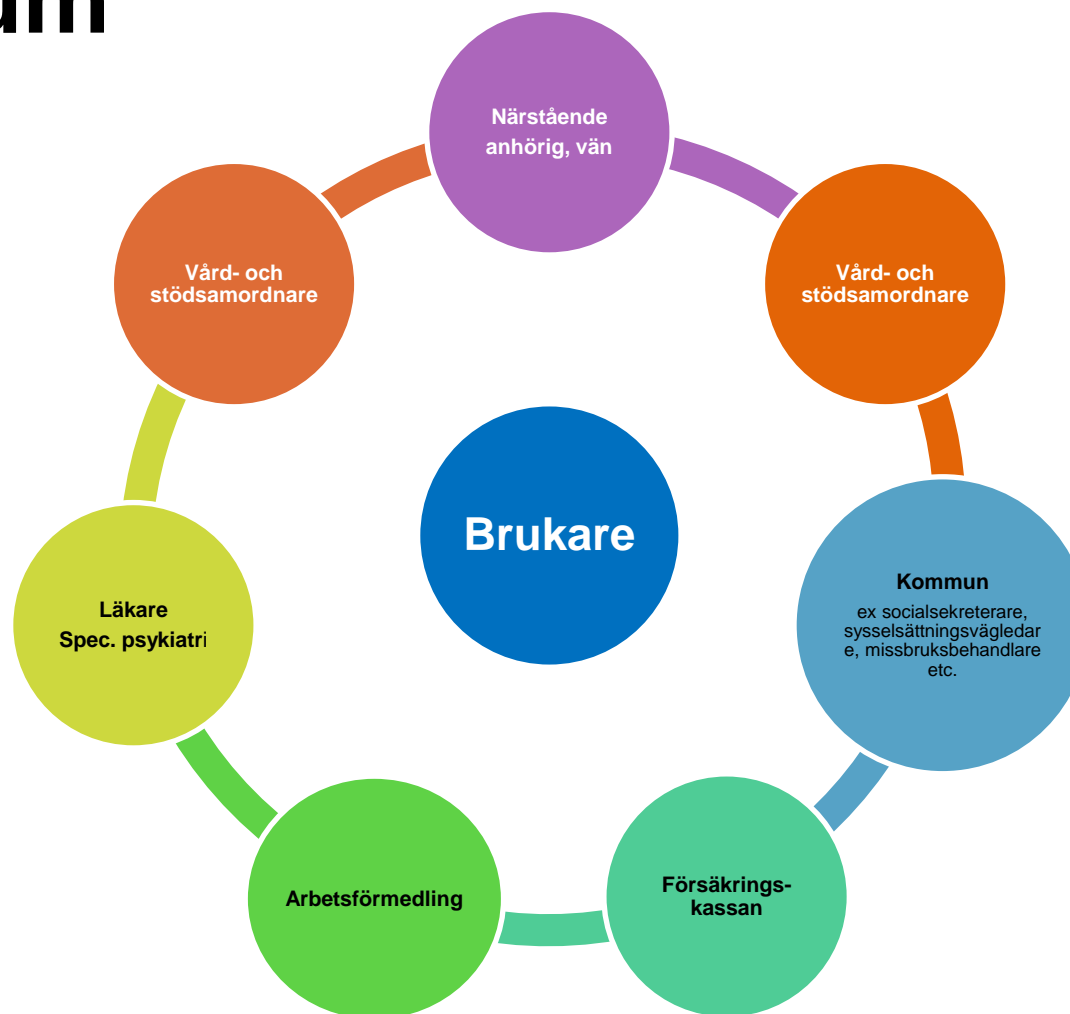 um
Närstående
anhörig, vän
Vård- och
stödsamordnare
Vård- och
stödsamordnare
Brukare
Kommun
ex socialsekreterare,
sysselsättningsvägledar
e, missbruksbehandlare
etc.
Läkare
Spec. psykiatri
Försäkrings-
kassan
Arbetsförmedling